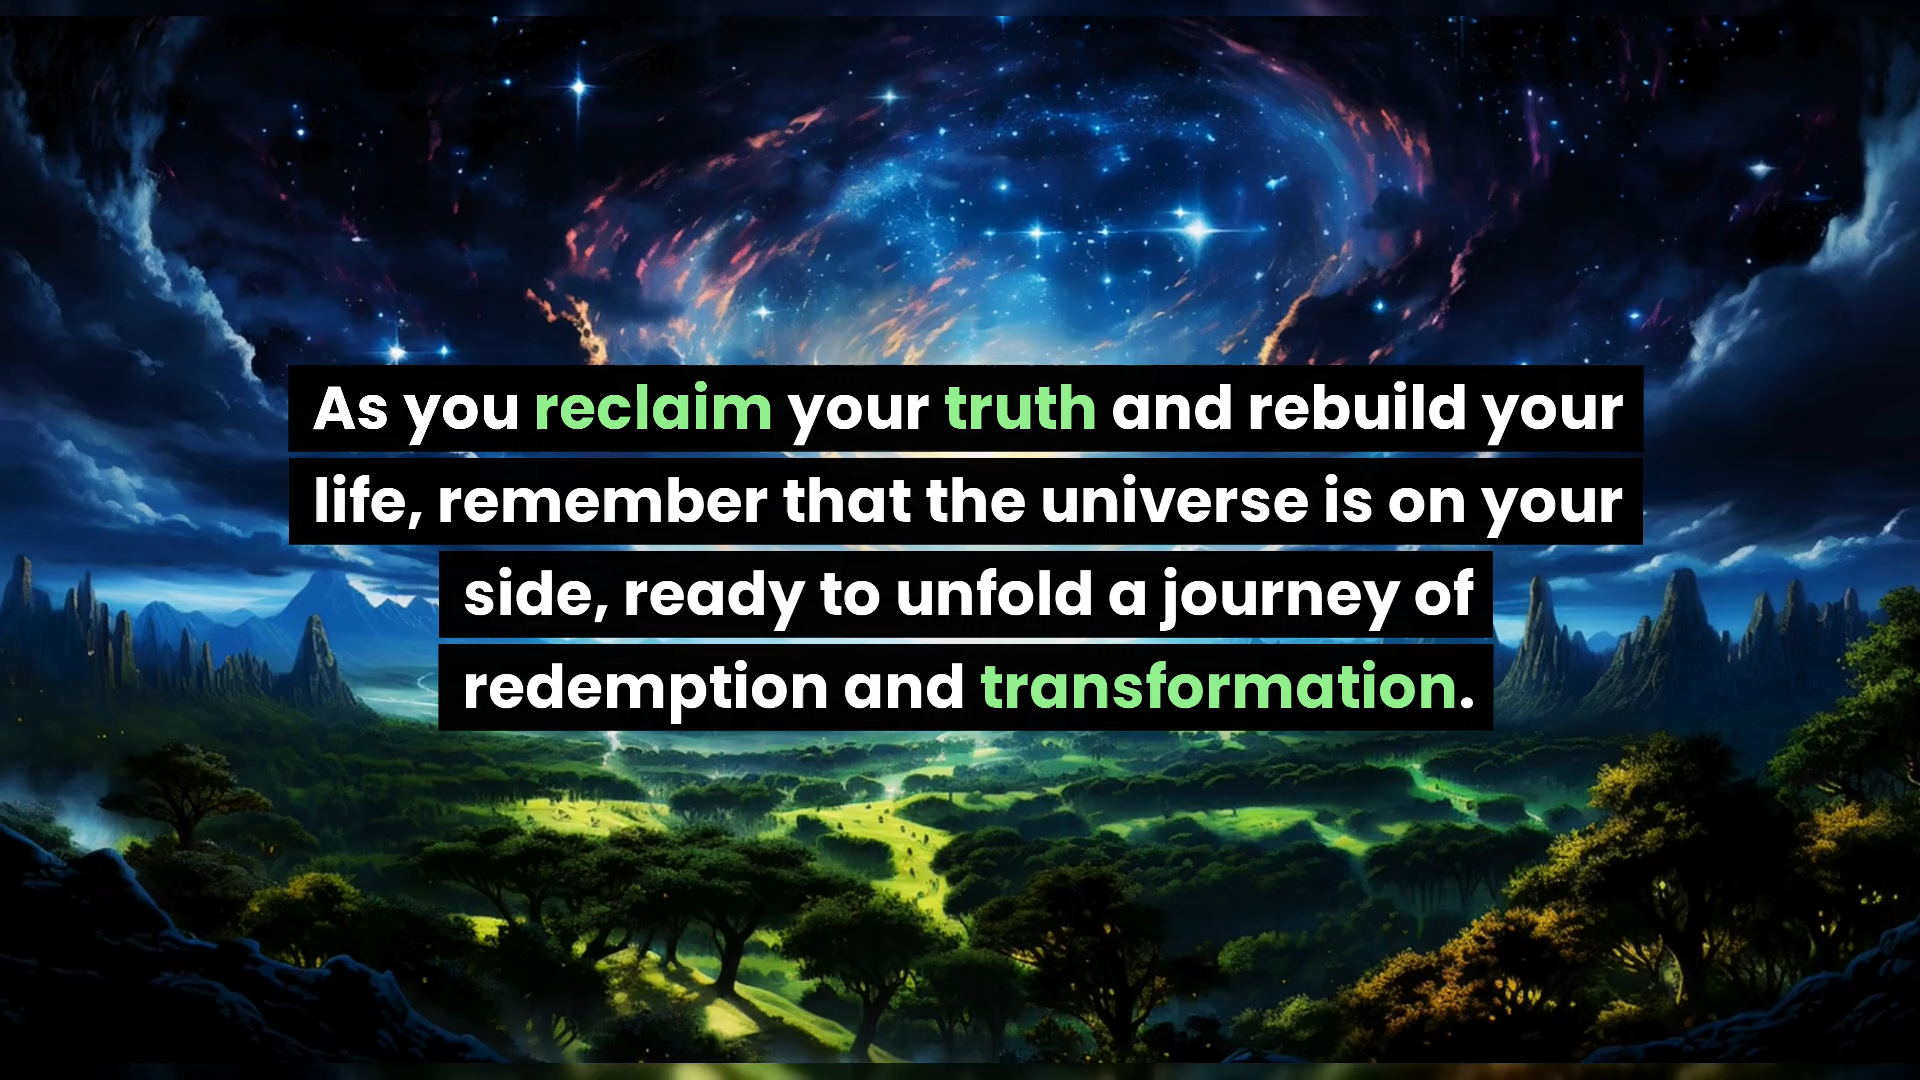 As you reclaim your truth and rebuild your
life, remember that the universe is on your
side, ready to unfold a journey of
redemption and transformation.